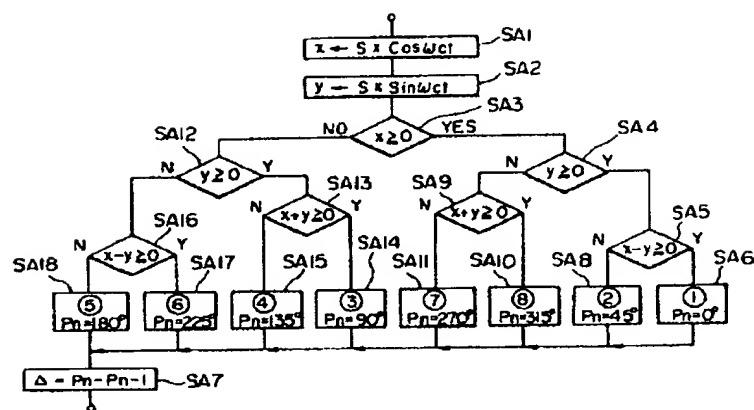 SA1
x ← S x Cosωct
SA2
y ← S x Sinωct
SA3
NO x≥0 YES
SA12
N y≥0 Y
SA4
N y≥0 Y
SA13
x+y≥0
N Y
SA9
x+y≥0
N Y
SA16
N x-y≥0 Y
SA5
N x-y≥0 Y
SA18
⑤
Pn=180°
SA17
⑥
Pn=225°
SA15
④
Pn=135°
SA14
③
Pn=90°
SA11
⑦
Pn=270°
SA10
⑧
Pn=315°
SA8
②
Pn=45°
SA6
①
Pn=0°
Δ = Pn-Pn-1
SA7